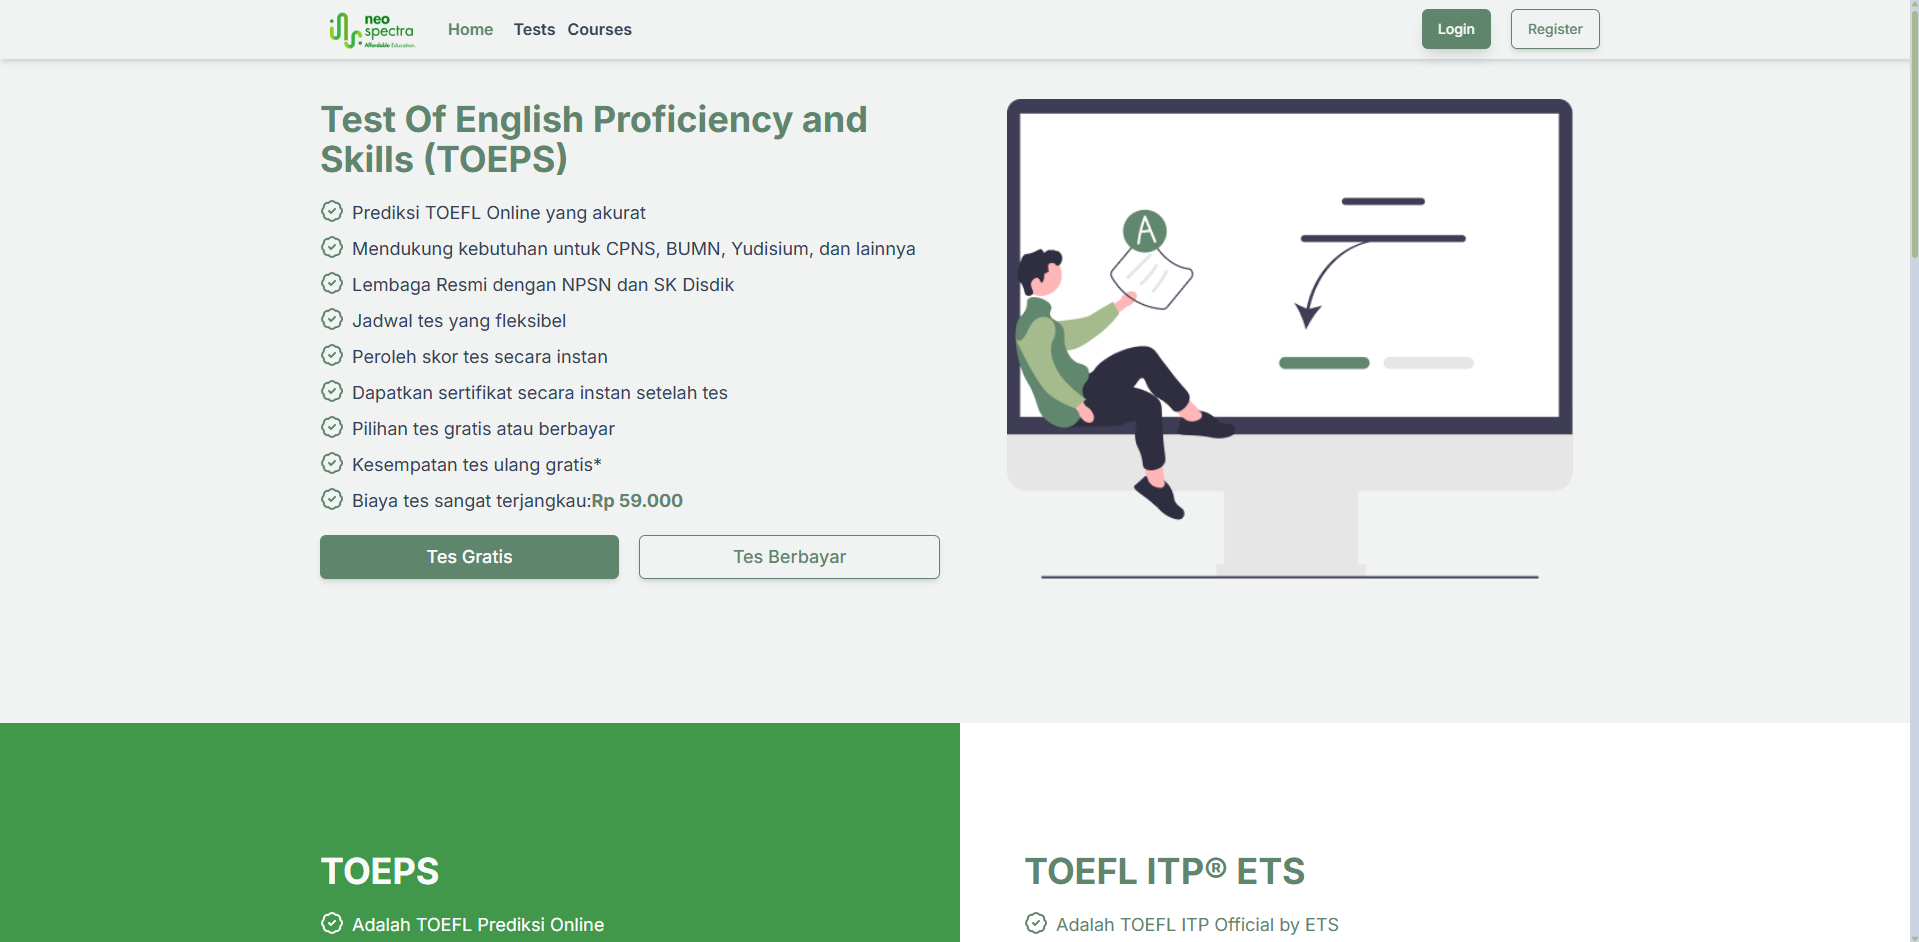 neo
spectra
Affordable Education.
Home Tests Courses
Login Register
Test Of English Proficiency and
Skills (TOEPS)
Prediksi TOEFL Online yang akurat
Mendukung kebutuhan untuk CPNS, BUMN, Yudisium, dan lainnya
Lembaga Resmi dengan NPSN dan SK Disdik
Jadwal tes yang fleksibel
Peroleh skor tes secara instan
Dapatkan sertifikat secara instan setelah tes
Pilihan tes gratis atau berbayar
Kesempatan tes ulang gratis*
Biaya tes sangat terjangkau:Rp 59.000
Tes Gratis Tes Berbayar
A
TOEPS
Adalah TOEFL Prediksi Online
TOEFL ITP® ETS
Adalah TOEFL ITP Official by ETS